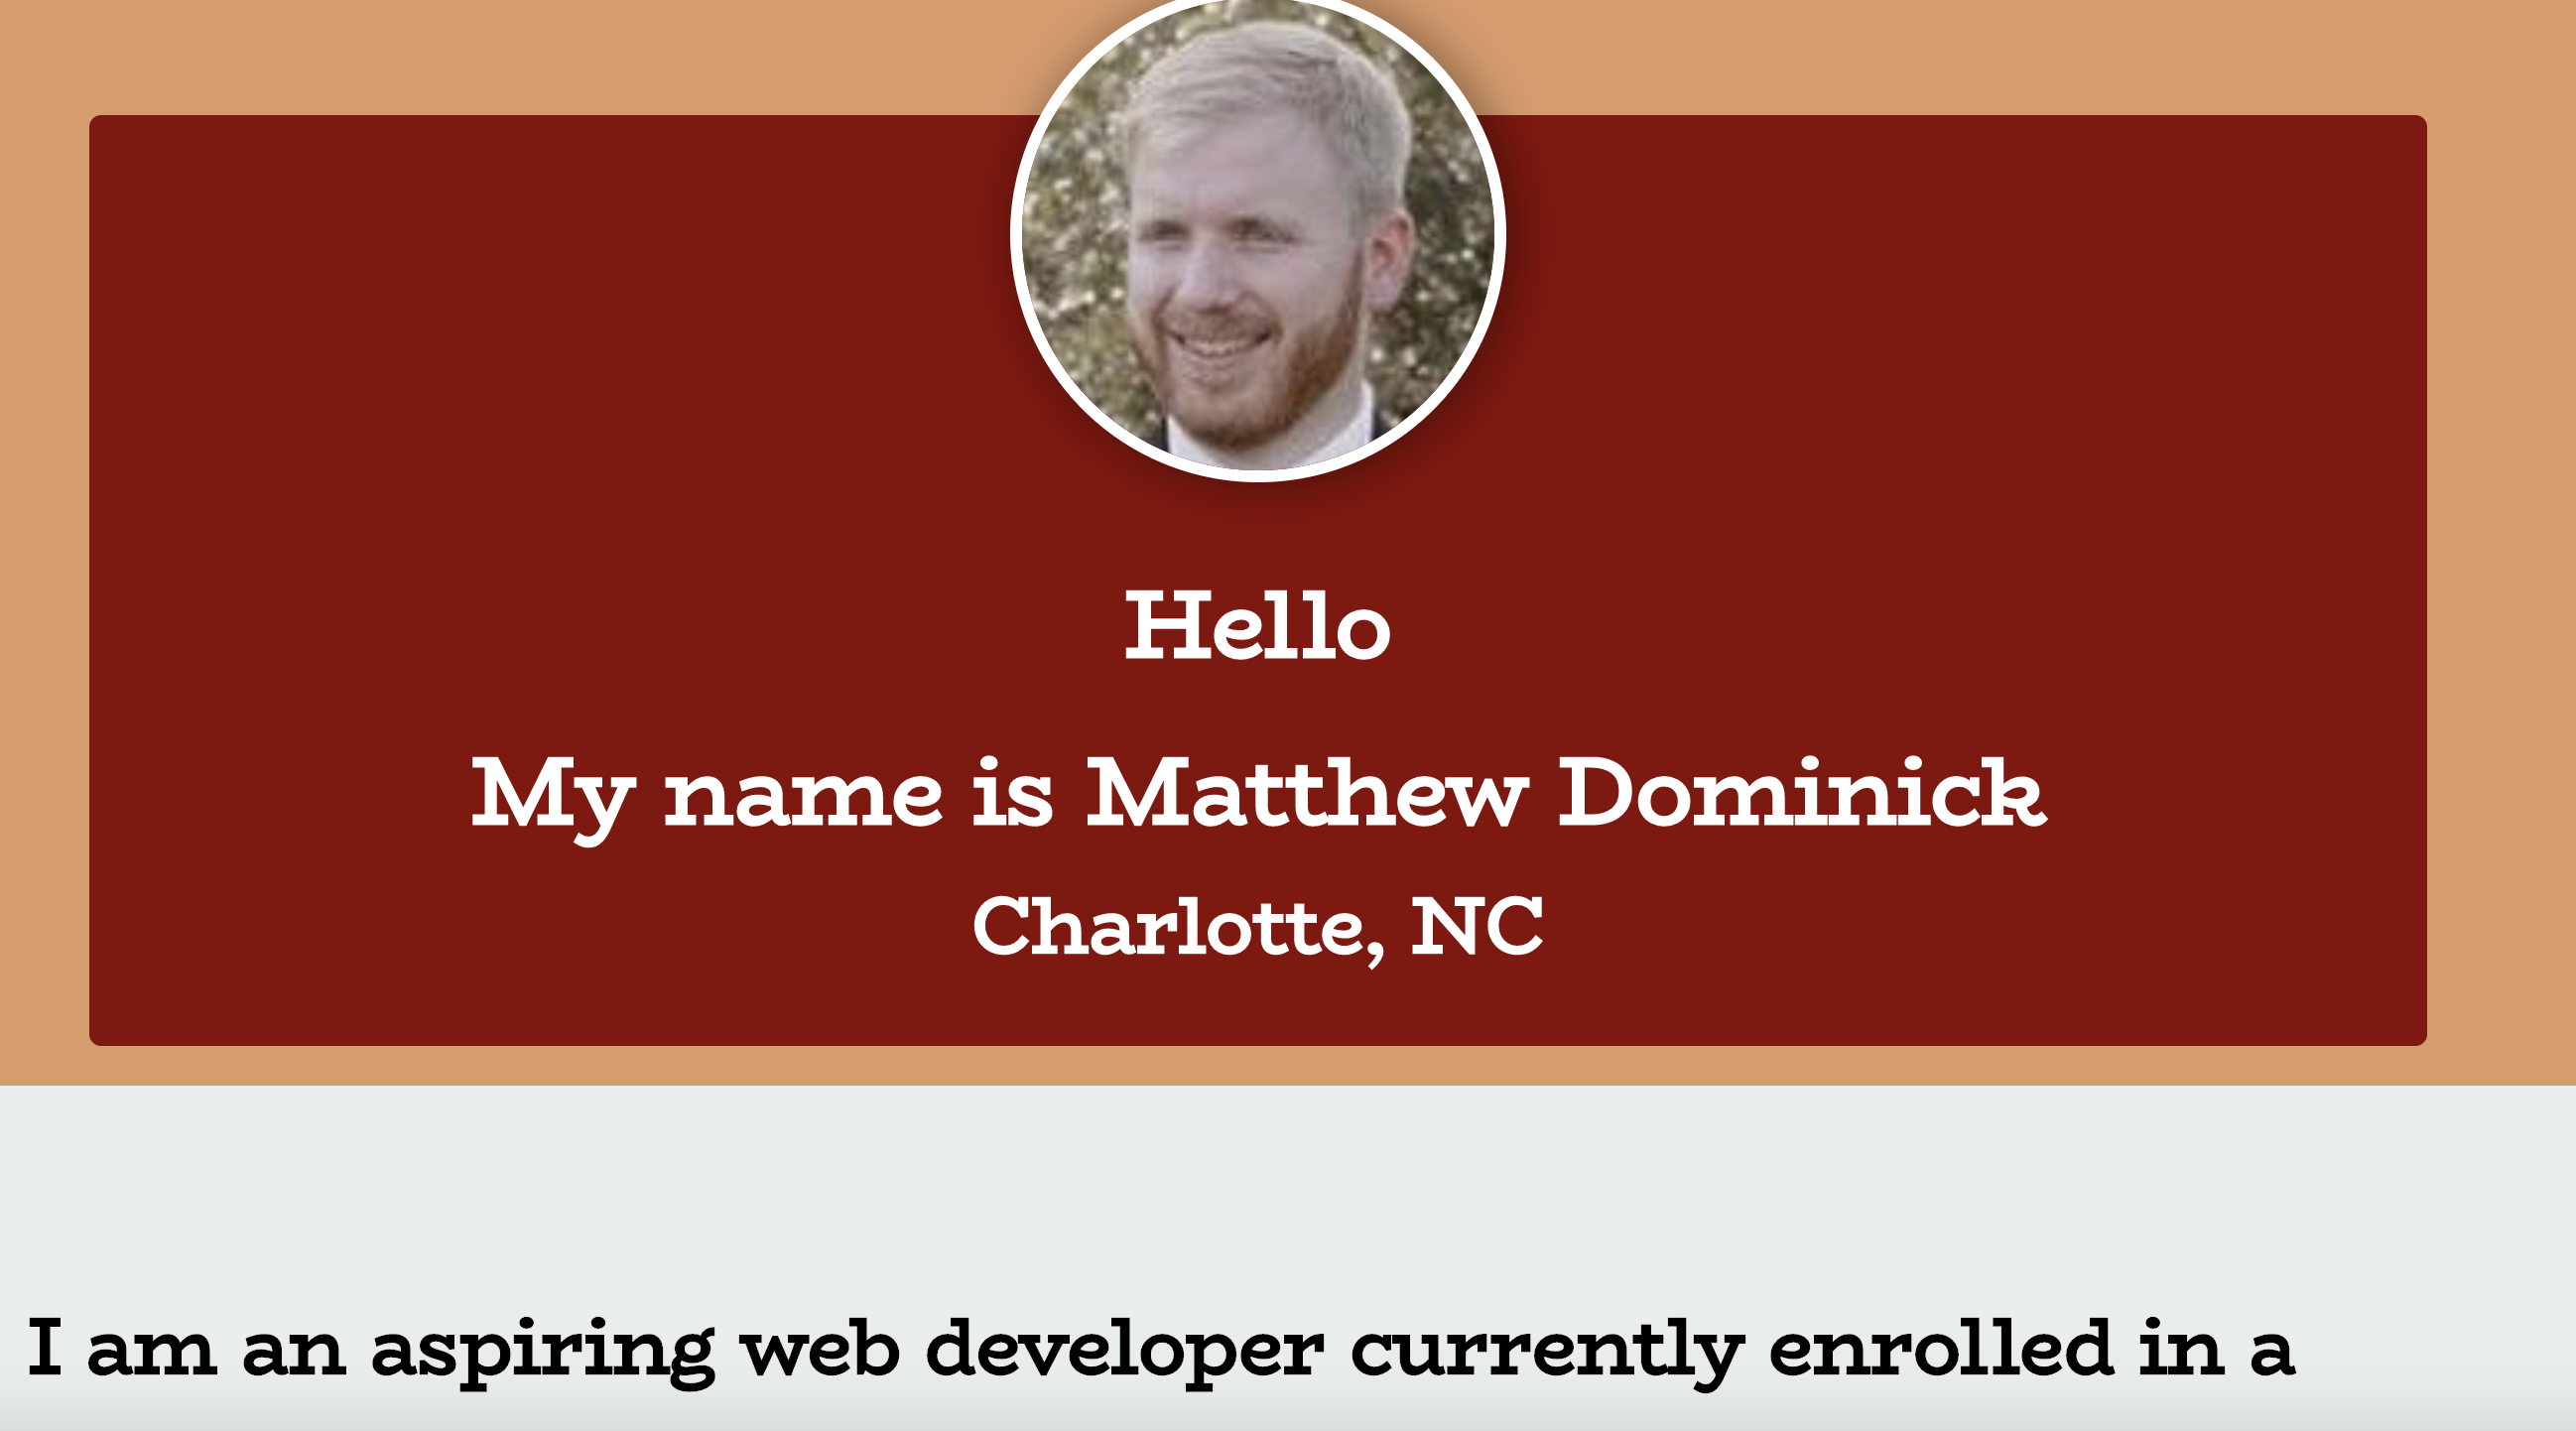 Hello
My name is Matthew Dominick
Charlotte, NC
I am an aspiring web developer currently enrolled in a